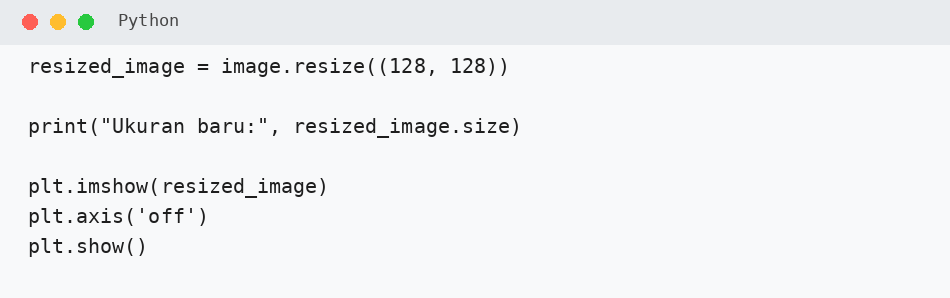 Python
resized_image = image.resize((128, 128))
print("Ukuran baru:", resized_image.size)
plt.imshow(resized_image)
plt.axis('off')
plt.show()